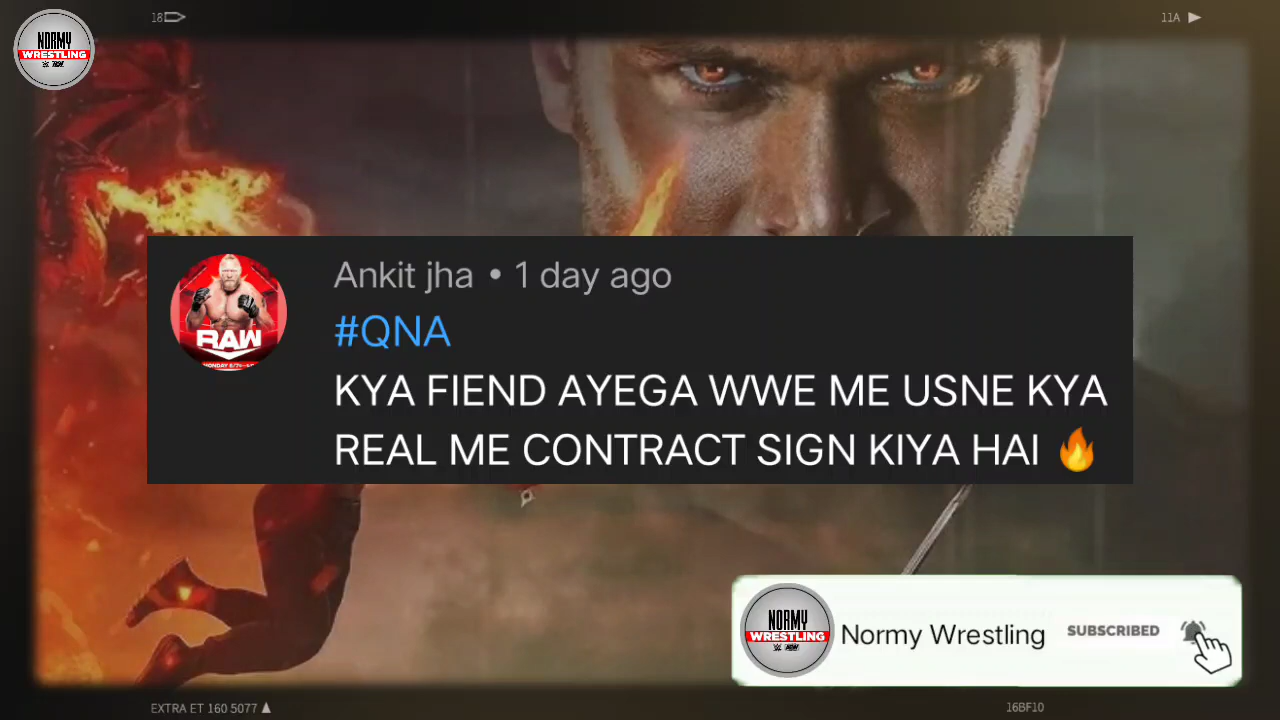 18
11A
NORMY
WRESTLING
Ankit jha • 1 day ago
#QNA
KYA FIEND AYEGA WWE ME USNE KYA
REAL ME CONTRACT SIGN KIYA HAI 🔥
RAW
NORMY
WRESTLING
Normy Wrestling
SUBSCRIBED
EXTRA ET 160 5077
16BF10